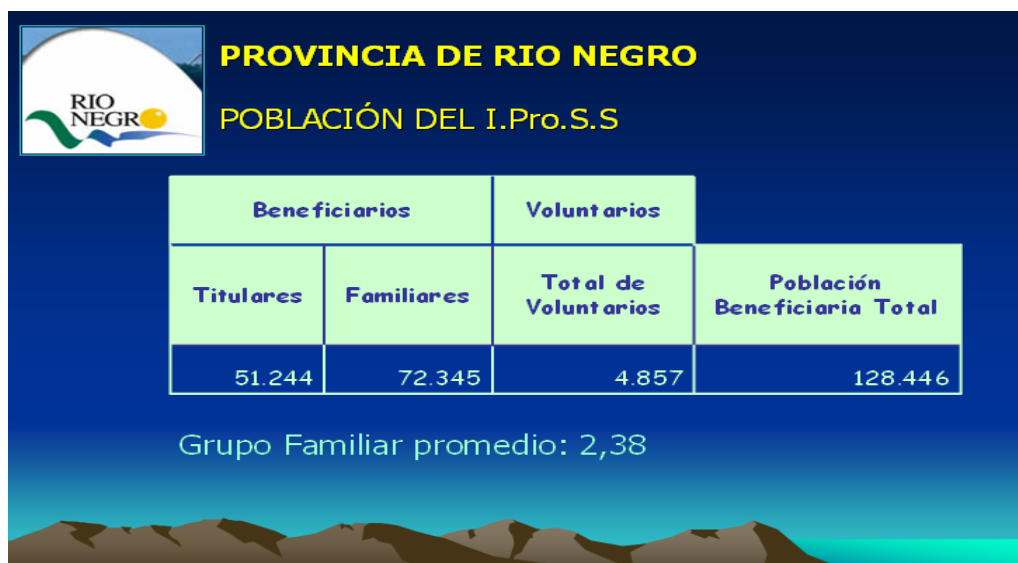 PROVINCIA DE RIO NEGRO
RIO
NEGRO
POBLACIÓN DEL I.Pro.S.S
Beneficiarios
Voluntarios
Titulares
Familiares
Total de
Voluntarios
Población
Beneficiaria Total
51.244
72.345
4.857
128.446
Grupo Familiar promedio: 2,38